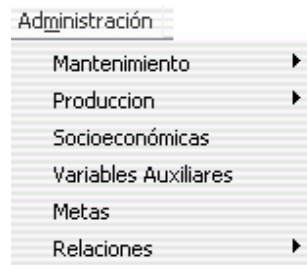 Administración
Mantenimiento
Produccion
Socioeconómicas
Variables Auxiliares
Metas
Relaciones